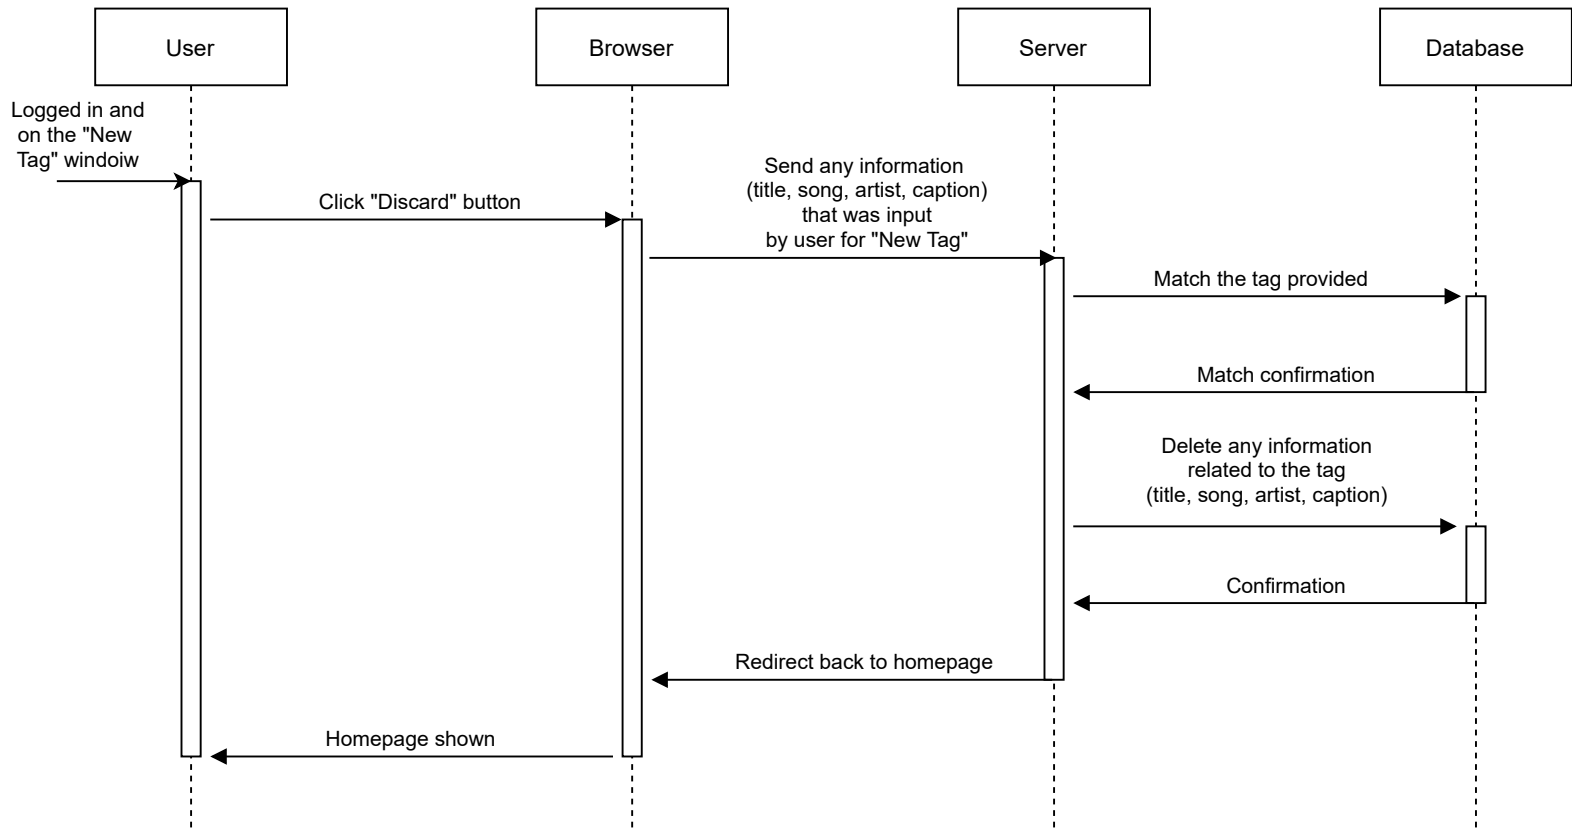 User
Browser
Server
Database
Logged in and
on the "New
Tag" windoiw
Click "Discard" button
Send any information
(title, song, artist, caption)
that was input
by user for "New Tag"
Match the tag provided
Match confirmation
Delete any information
related to the tag
(title, song, artist, caption)
Confirmation
Redirect back to homepage
Homepage shown